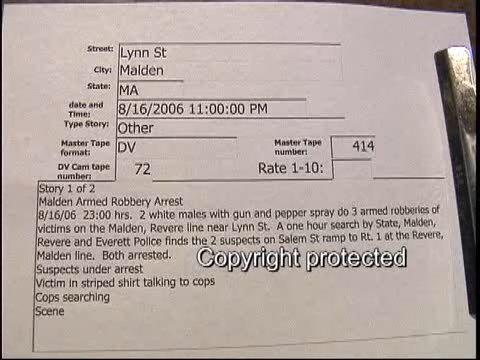 Street: Lynn St
City: Malden
State: MA
date and Time: 8/16/2006 11:00:00 PM
Type Story: Other
Master Tape format: DV Master Tape number: 414
DV Cam tape number: 72 Rate 1-10:
Story 1 of 2
Malden Armed Robbery Arrest
8/16/06 23:00 hrs. 2 white males with gun and pepper spray do 3 armed robberies of
victims on the Malden, Revere line near Lynn St. A one hour search by State, Malden,
Revere and Everett Police finds the 2 suspects on Salem St ramp to Rt. 1 at the Revere,
Malden line. Both arrested.
Copyright protected
Suspects under arrest
Victim in striped shirt talking to cops
Cops searching
Scene